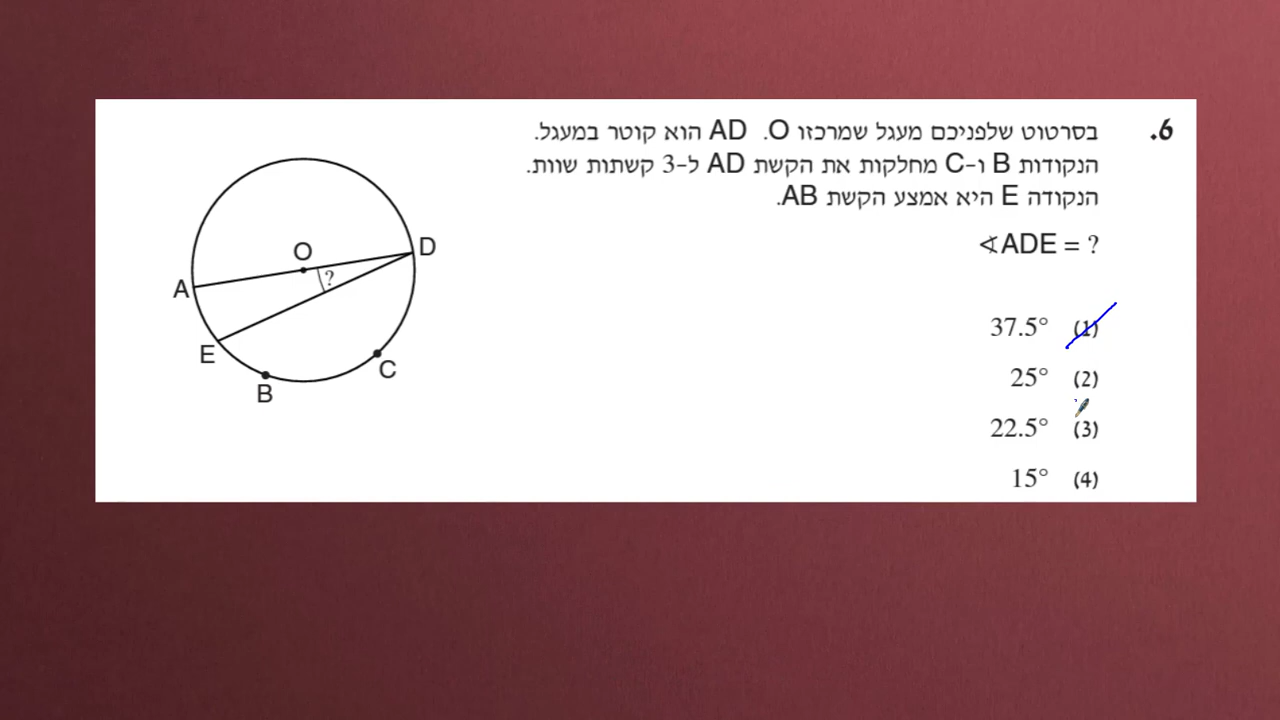 6. בסרטוט שלפניכם מעגל שמרכזו O. AD הוא קוטר במעגל.
הנקודות B ו-C מחלקות את הקשת AD ל-3 קשתות שוות.
הנקודה E היא אמצע הקשת AB.
∢ADE = ?
(1) 37.5°
(2) 25°
(3) 22.5°
(4) 15°
O
D
?
A
E
C
B